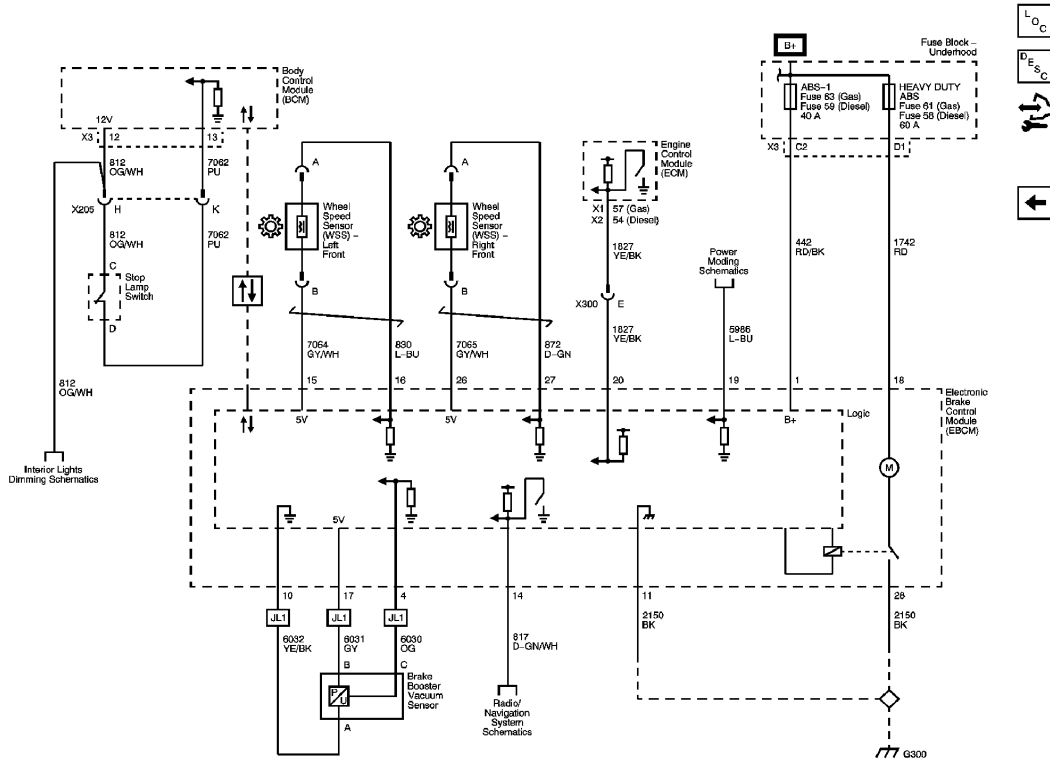 L O C
D E S C
B+
Fuse Block –
Underhood
ABS–1
Fuse 63 (Gas)
Fuse 59 (Diesel)
40 A
HEAVY DUTY
ABS
Fuse 61 (Gas)
Fuse 58 (Diesel)
60 A
X3 C2 D1
Body
Control
Module
(BCM)
12V
X3 12 13
812
OG/WH
7062
PU
X205 H K
812
OG/WH
7062
PU
C
Stop
Lamp
Switch
D
812
OG/WH
Interior Lights
Dimming Schematics
A
Wheel
Speed
Sensor
(WSS) –
Left
Front
B
7064
GY/WH
830
L–BU
A
Wheel
Speed
Sensor
(WSS) –
Right
Front
B
7065
GY/WH
872
D–GN
Engine
Control
Module
(ECM)
X1 57 (Gas)
X2 54 (Diesel)
1827
YE/BK
X300 E
1827
YE/BK
Power
Moding
Schematics
5986
L–BU
442
RD/BK
1742
RD
15 16 26 27 20 19 1 18
Electronic
Brake
Control
Module
(EBCM)
5V 5V B+ Logic
M
5V
10 17 4 14 11 28
JL1 JL1 JL1
6032
YE/BK
6031
GY
6030
OG
817
D–GN/WH
2150
BK
2150
BK
B C
Brake
Booster
Vacuum
Sensor
P
U
A
Radio/
Navigation
System
Schematics
G300